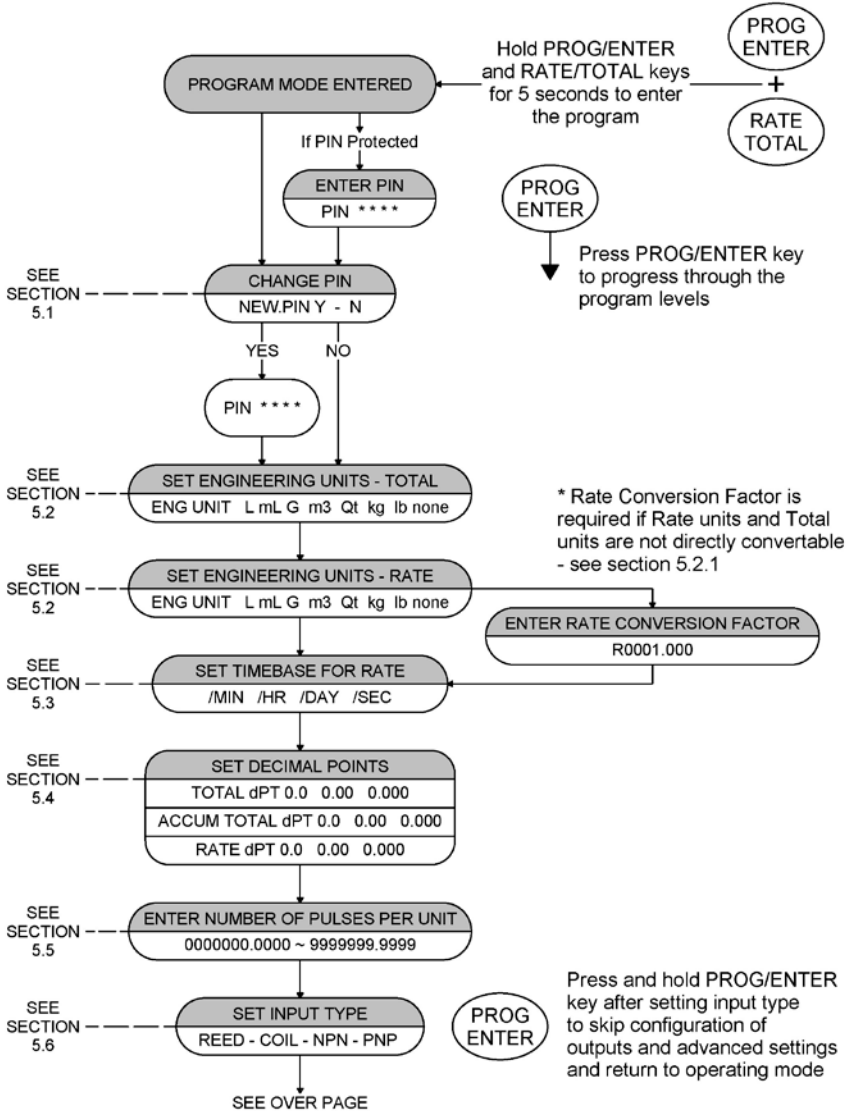 PROG
ENTER
+
RATE
TOTAL
Hold PROG/ENTER
and RATE/TOTAL keys
for 5 seconds to enter
the program
PROGRAM MODE ENTERED
If PIN Protected
ENTER PIN
PIN * * * *
PROG
ENTER
Press PROG/ENTER key
to progress through the
program levels
SEE
SECTION
5.1
CHANGE PIN
NEW.PIN Y - N
YES
NO
PIN * * * *
SEE
SECTION
5.2
SET ENGINEERING UNITS - TOTAL
ENG UNIT L mL G m3 Qt kg lb none
* Rate Conversion Factor is
required if Rate units and Total
units are not directly convertable
- see section 5.2.1
SEE
SECTION
5.2
SET ENGINEERING UNITS - RATE
ENG UNIT L mL G m3 Qt kg lb none
ENTER RATE CONVERSION FACTOR
R0001.000
SEE
SECTION
5.3
SET TIMEBASE FOR RATE
/MIN /HR /DAY /SEC
SEE
SECTION
5.4
SET DECIMAL POINTS
TOTAL dPT 0.0 0.00 0.000
ACCUM TOTAL dPT 0.0 0.00 0.000
RATE dPT 0.0 0.00 0.000
SEE
SECTION
5.5
ENTER NUMBER OF PULSES PER UNIT
0000000.0000 ~ 9999999.9999
SEE
SECTION
5.6
SET INPUT TYPE
REED - COIL - NPN - PNP
PROG
ENTER
Press and hold PROG/ENTER
key after setting input type
to skip configuration of
outputs and advanced settings
and return to operating mode
SEE OVER PAGE